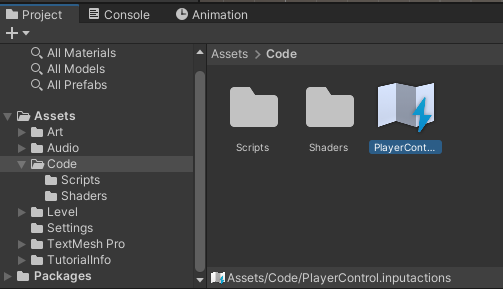 Project Console Animation
+
All Materials
All Models
All Prefabs
Assets
Art
Audio
Code
Scripts
Shaders
Level
Settings
TextMesh Pro
TutorialInfo
Packages
Assets > Code
Scripts
Shaders
PlayerCont...
Assets/Code/PlayerControl.inputactions